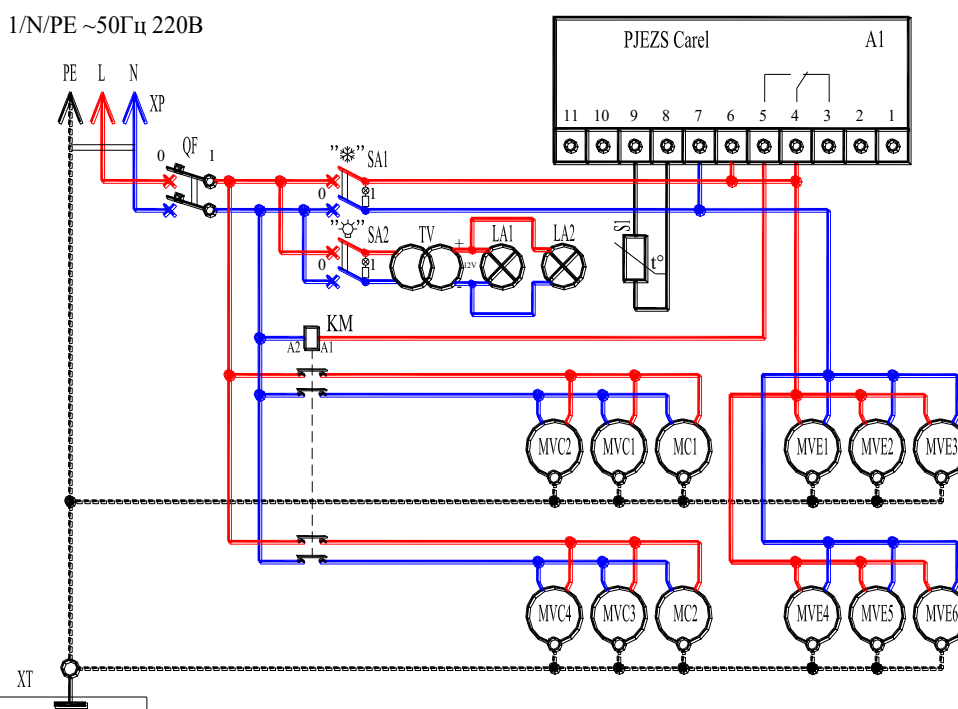 1/N/PE ~50Гц 220В
PJEZS Carel A1
PE L N
XP
11 10 9 8 7 6 5 4 3 2 1
QF
0 1
"❄" SA1
0 1
"" SA2
0 1
TV
+ 12V -
LA1 LA2
S1
t°
KM
A2 A1
MVC2 MVC1 MC1 MVE1 MVE2 MVE3
MVC4 MVC3 MC2 MVE4 MVE5 MVE6
XT